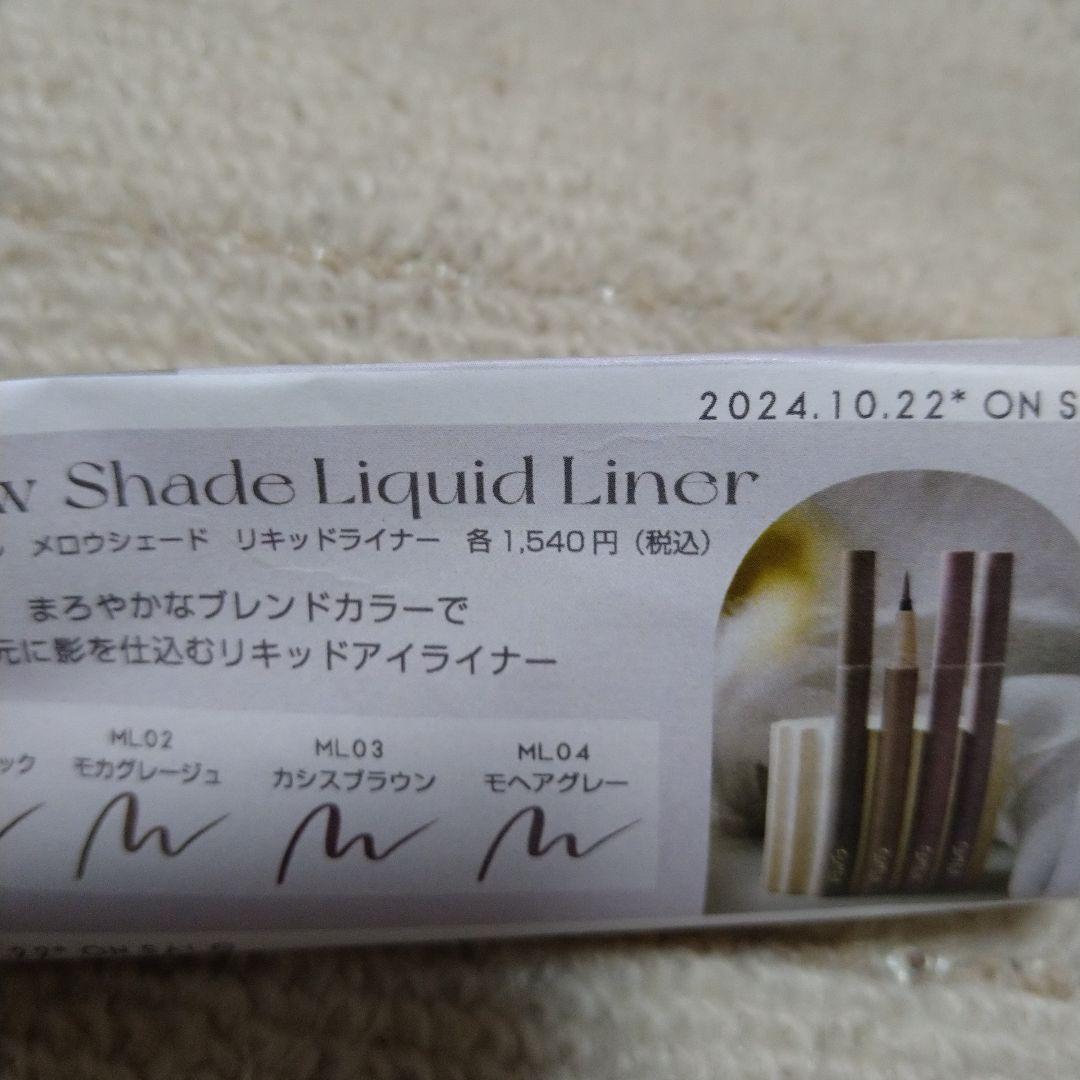 2024.10.22* ON S
w Shade Liquid Liner
メロウシェード リキッドライナー 各1,540円（税込）
まろやかなブレンドカラーで
元に影を仕込むリキッドアイライナー
ック
ML02
モカグレージュ
ML03
カシスブラウン
ML04
モヘアグレー
22* ON SALE